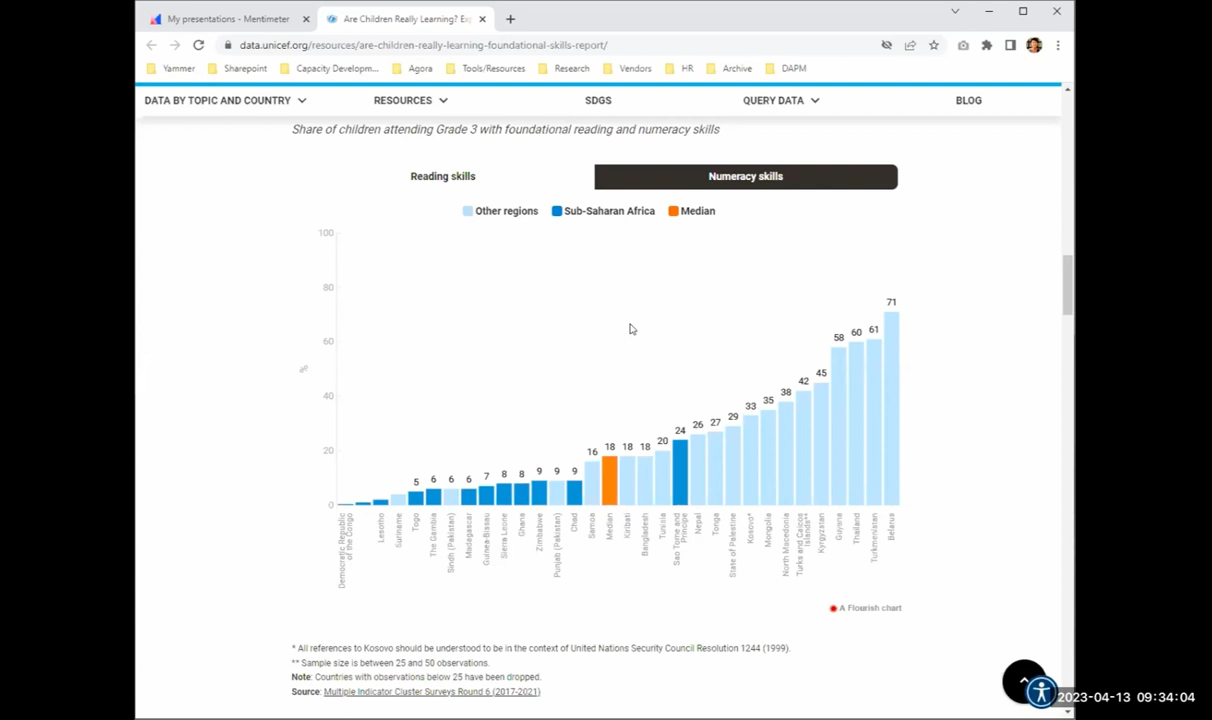 My presentations - Mentimeter
Are Children Really Learning? Ex
data.unicef.org/resources/are-children-really-learning-foundational-skills-report/
Yammer
Sharepoint
Capacity Developm...
Agora
Tools/Resources
Research
Vendors
HR
Archive
DAPM
DATA BY TOPIC AND COUNTRY
RESOURCES
SDGS
QUERY DATA
BLOG
Share of children attending Grade 3 with foundational reading and numeracy skills
Reading skills
Numeracy skills
Other regions
Sub-Saharan Africa
Median
100
80
60
40
20
0
%
5
6
6
6
7
8
8
9
9
9
16
18
18
18
20
24
26
27
29
33
35
38
42
45
58
60
61
71
Democratic Republic
of the Congo
Lesotho
Suriname
Togo
The Gambia
Sindh (Pakistan)
Madagascar
Guinea-Bissau
Sierra Leone
Ghana
Zimbabwe
Punjab (Pakistan)
Chad
Samoa
Median
Kiribati
Bangladesh
Tunisia
Sao Tome and
Principe
Nepal
Tonga
State of Palestine
Kosovo*
Mongolia
North Macedonia
Turks and Caicos
Islands**
Kyrgyzstan
Guyana
Thailand
Turkmenistan
Belarus
A Flourish chart
* All references to Kosovo should be understood to be in the context of United Nations Security Council Resolution 1244 (1999).
** Sample size is between 25 and 50 observations.
Note: Countries with observations below 25 have been dropped.
Source: Multiple Indicator Cluster Surveys Round 6 (2017-2021)
2023-04-13 09:34:04